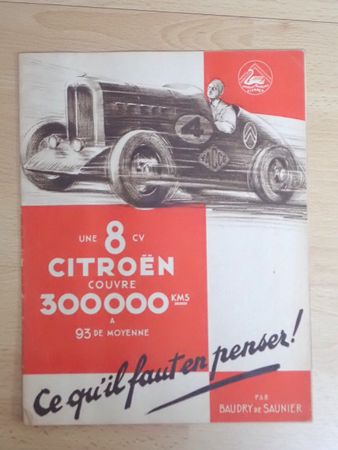 4
YACCO
UNE 8 CV
CITROËN
COUVRE
300000 KMS
A
93 DE MOYENNE
Ce qu'il faut en penser!
PAR
BAUDRY DE SAUNIER